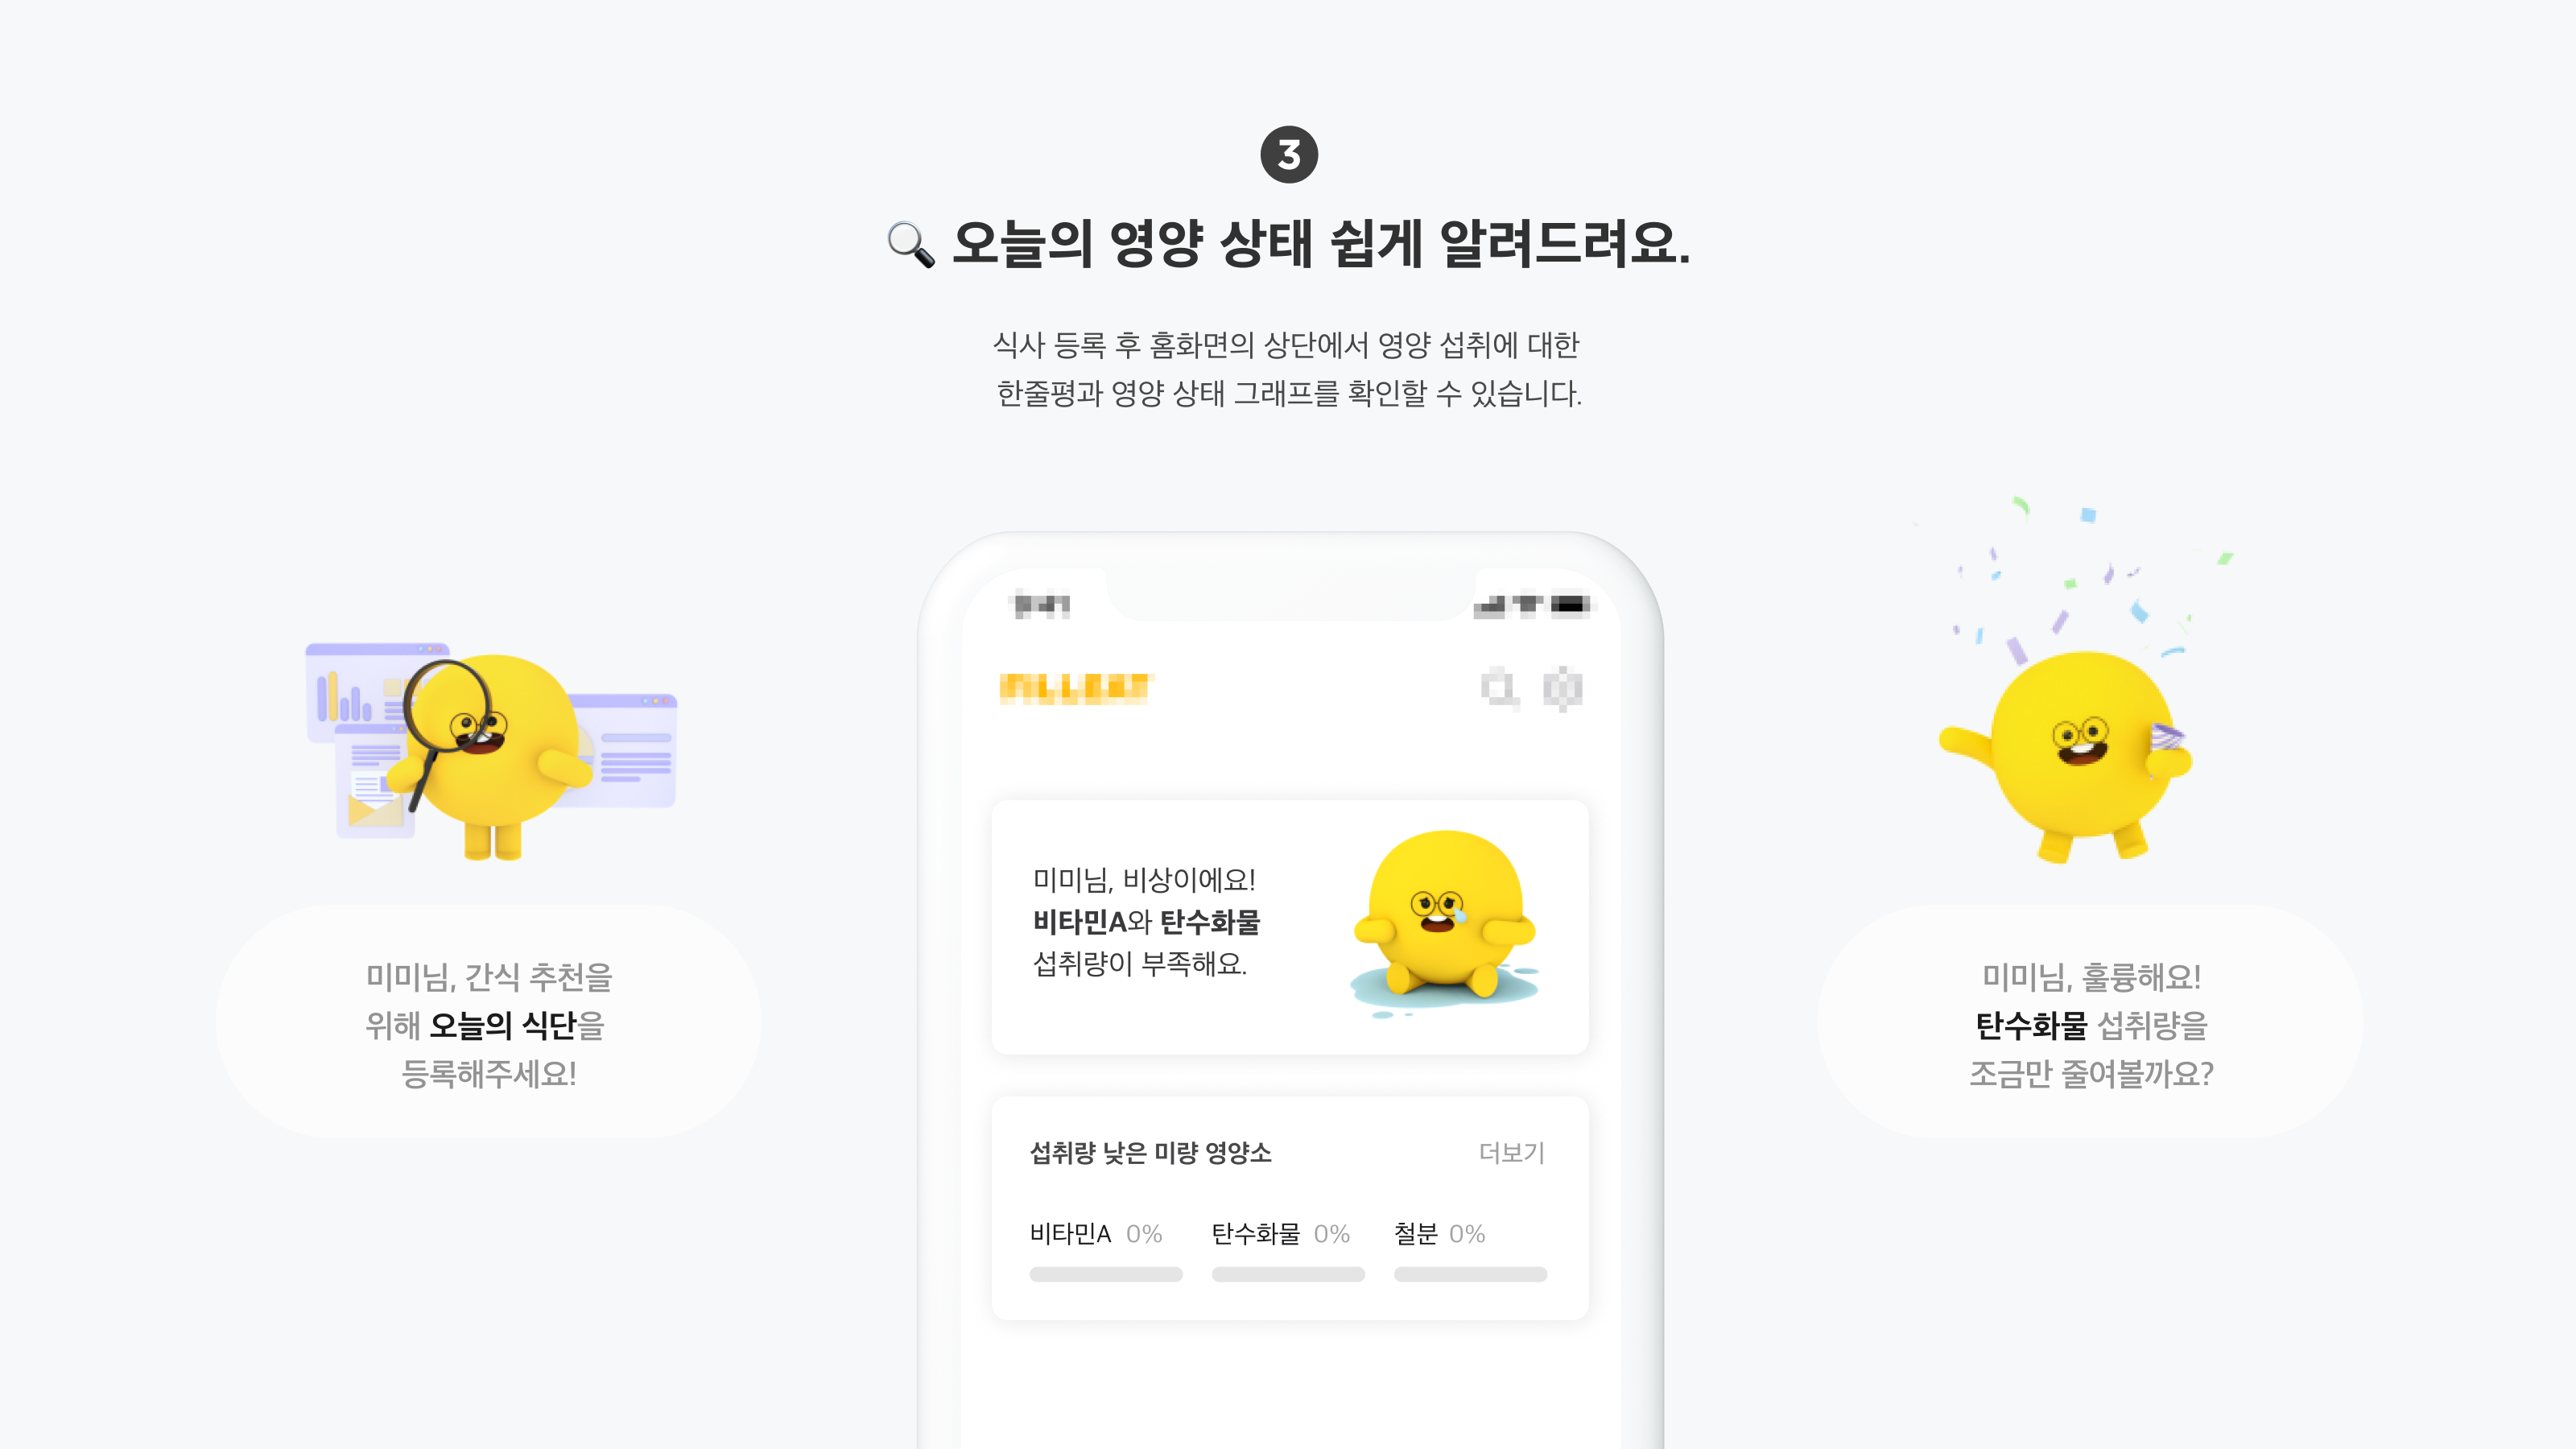 3
오늘의 영양 상태 쉽게 알려드려요.
식사 등록 후 홈화면의 상단에서 영양 섭취에 대한
한줄평과 영양 상태 그래프를 확인할 수 있습니다.
미미님, 간식 추천을
위해 오늘의 식단을
등록해주세요!
미미님, 비상이에요!
비타민A와 탄수화물
섭취량이 부족해요.
섭취량 낮은 미량 영양소
더보기
비타민A 0%
탄수화물 0%
철분 0%
미미님, 훌륭해요!
탄수화물 섭취량을
조금만 줄여볼까요?